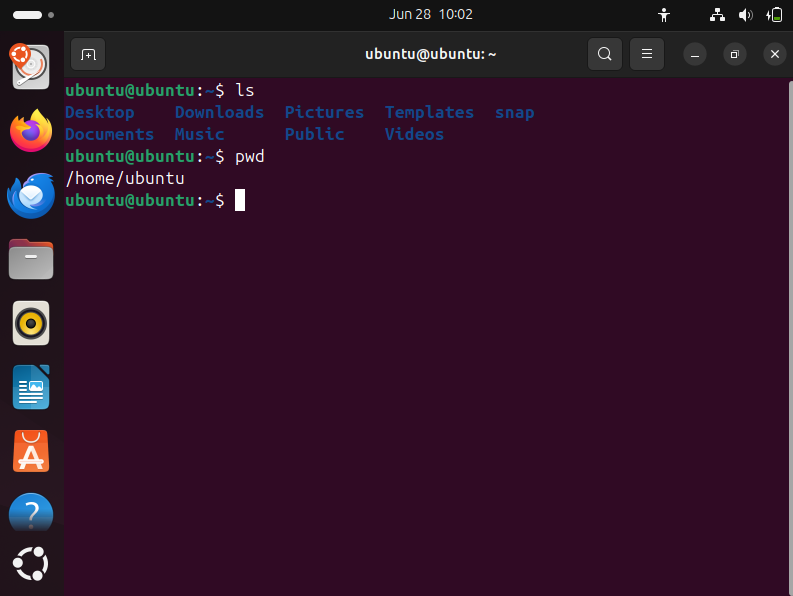 Jun 28 10:02
ubuntu@ubuntu: ~
ubuntu@ubuntu:~$ ls
Desktop Downloads Pictures Templates snap
Documents Music Public Videos
ubuntu@ubuntu:~$ pwd
/home/ubuntu
ubuntu@ubuntu:~$